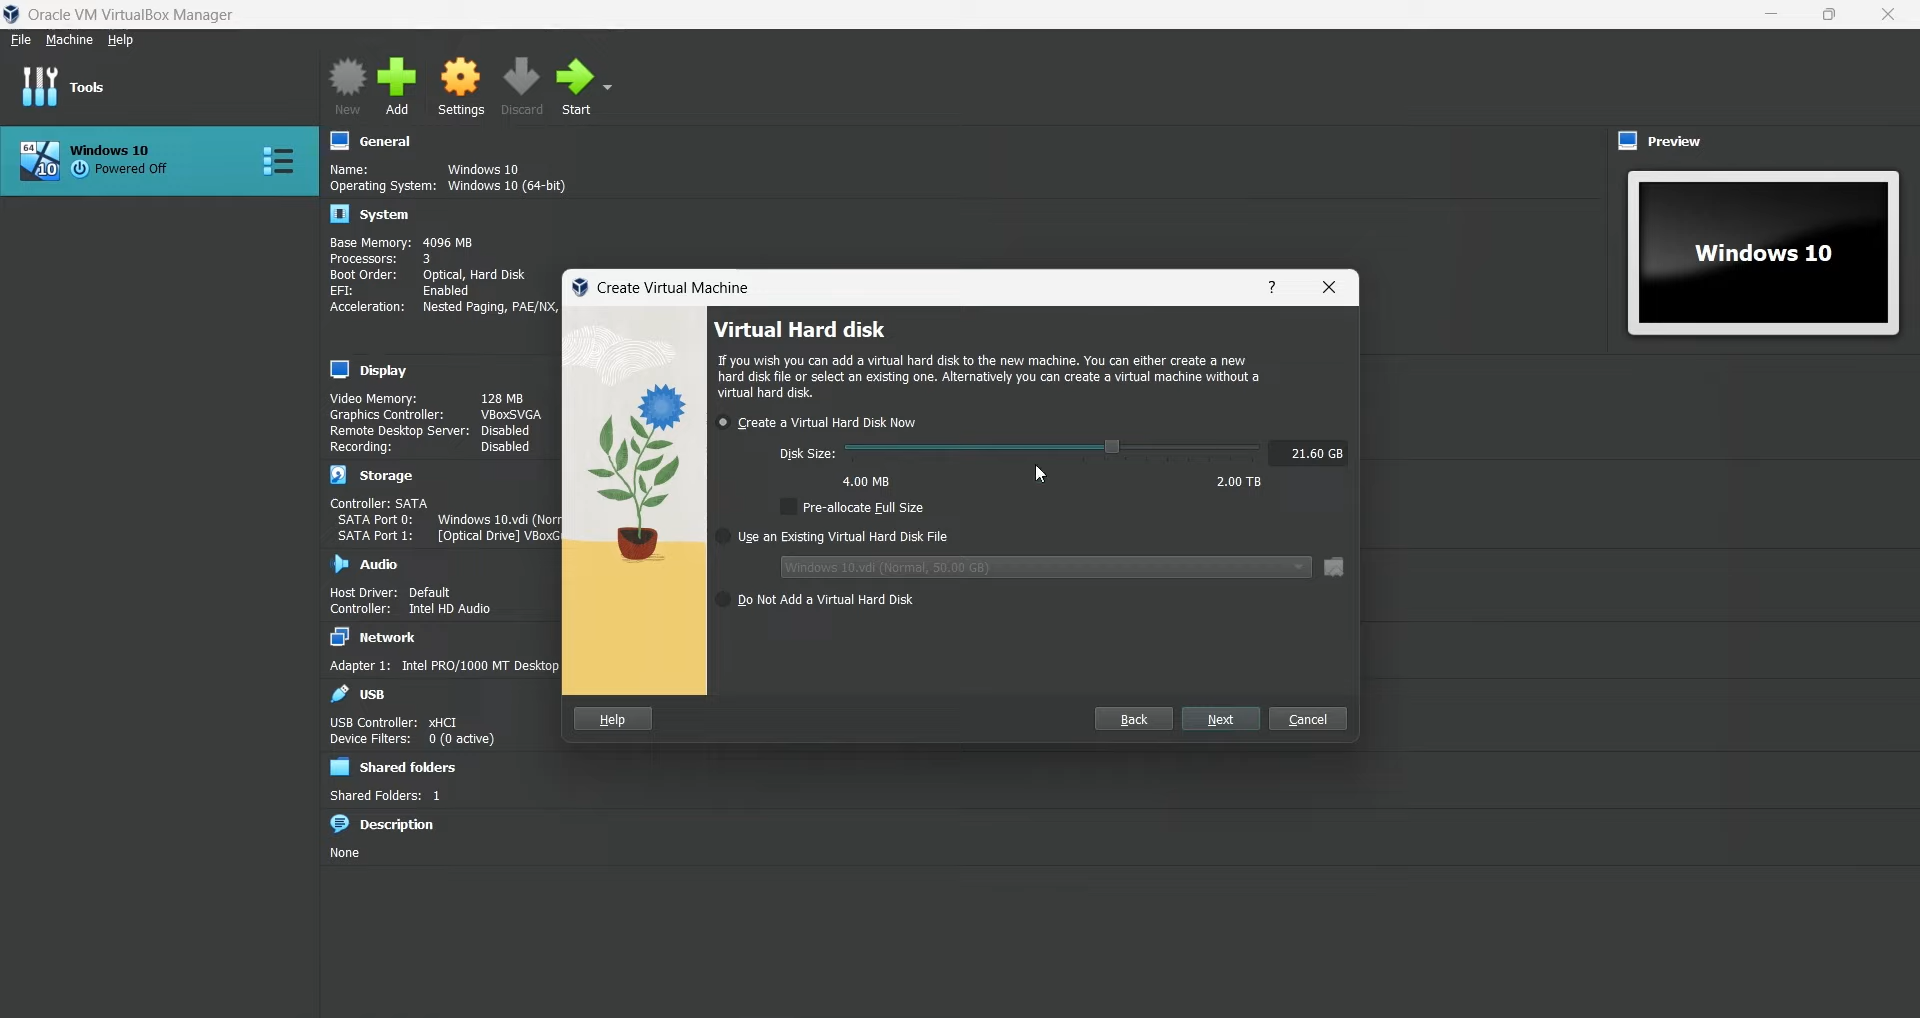 Oracle VM VirtualBox Manager
File Machine Help
Tools
New Add Settings Discard Start
64
10
Windows 10
Powered Off
General
Name: Windows 10
Operating System: Windows 10 (64-bit)
System
Base Memory: 4096 MB
Processors: 3
Boot Order: Optical, Hard Disk
EFI: Enabled
Acceleration: Nested Paging, PAE/NX,
Display
Video Memory: 128 MB
Graphics Controller: VBoxSVGA
Remote Desktop Server: Disabled
Recording: Disabled
Storage
Controller: SATA
SATA Port 0: Windows 10.vdi (Norr
SATA Port 1: [Optical Drive] VBoxG
Audio
Host Driver: Default
Controller: Intel HD Audio
Network
Adapter 1: Intel PRO/1000 MT Desktop
USB
USB Controller: xHCI
Device Filters: 0 (0 active)
Shared folders
Shared Folders: 1
Description
None
Preview
Windows 10
Create Virtual Machine
?
Virtual Hard disk
If you wish you can add a virtual hard disk to the new machine. You can either create a new
hard disk file or select an existing one. Alternatively you can create a virtual machine without a
virtual hard disk.
Create a Virtual Hard Disk Now
Disk Size: 21.60 GB
4.00 MB 2.00 TB
Pre-allocate Full Size
Use an Existing Virtual Hard Disk File
Windows 10.vdi (Normal, 50.00 GB)
Do Not Add a Virtual Hard Disk
Help Back Next Cancel